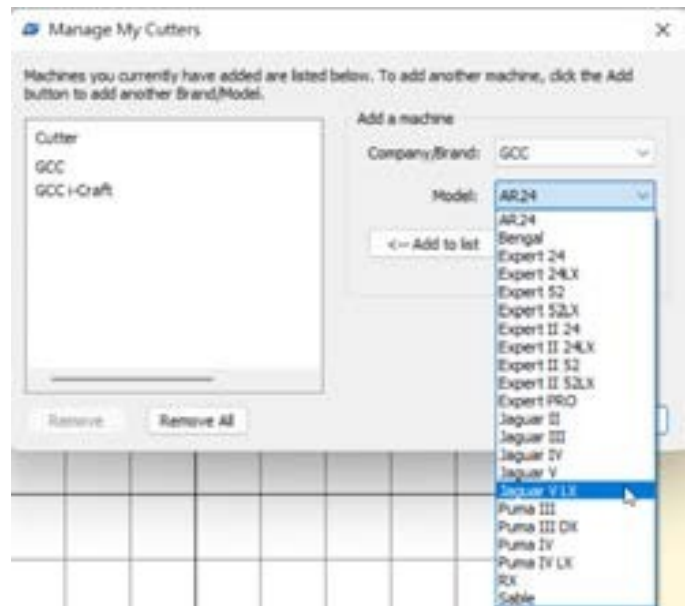 Manage My Cutters
Machines you currently have added are listed below. To add another machine, click the Add
button to add another Brand/Model.
Cutter
GCC
GCC i-Craft
Add a machine
Company/Brand: GCC
Model: AR24
<-- Add to list
AR24
Bengal
Expert 24
Expert 24LX
Expert 52
Expert 52LX
Expert II 24
Expert II 24LX
Expert II 52
Expert II 52LX
Expert PRO
Jaguar II
Jaguar III
Jaguar IV
Jaguar V
Jaguar V LX
Puma III
Puma III DX
Puma IV
Puma IV LX
RX
Sable
Remove
Remove All